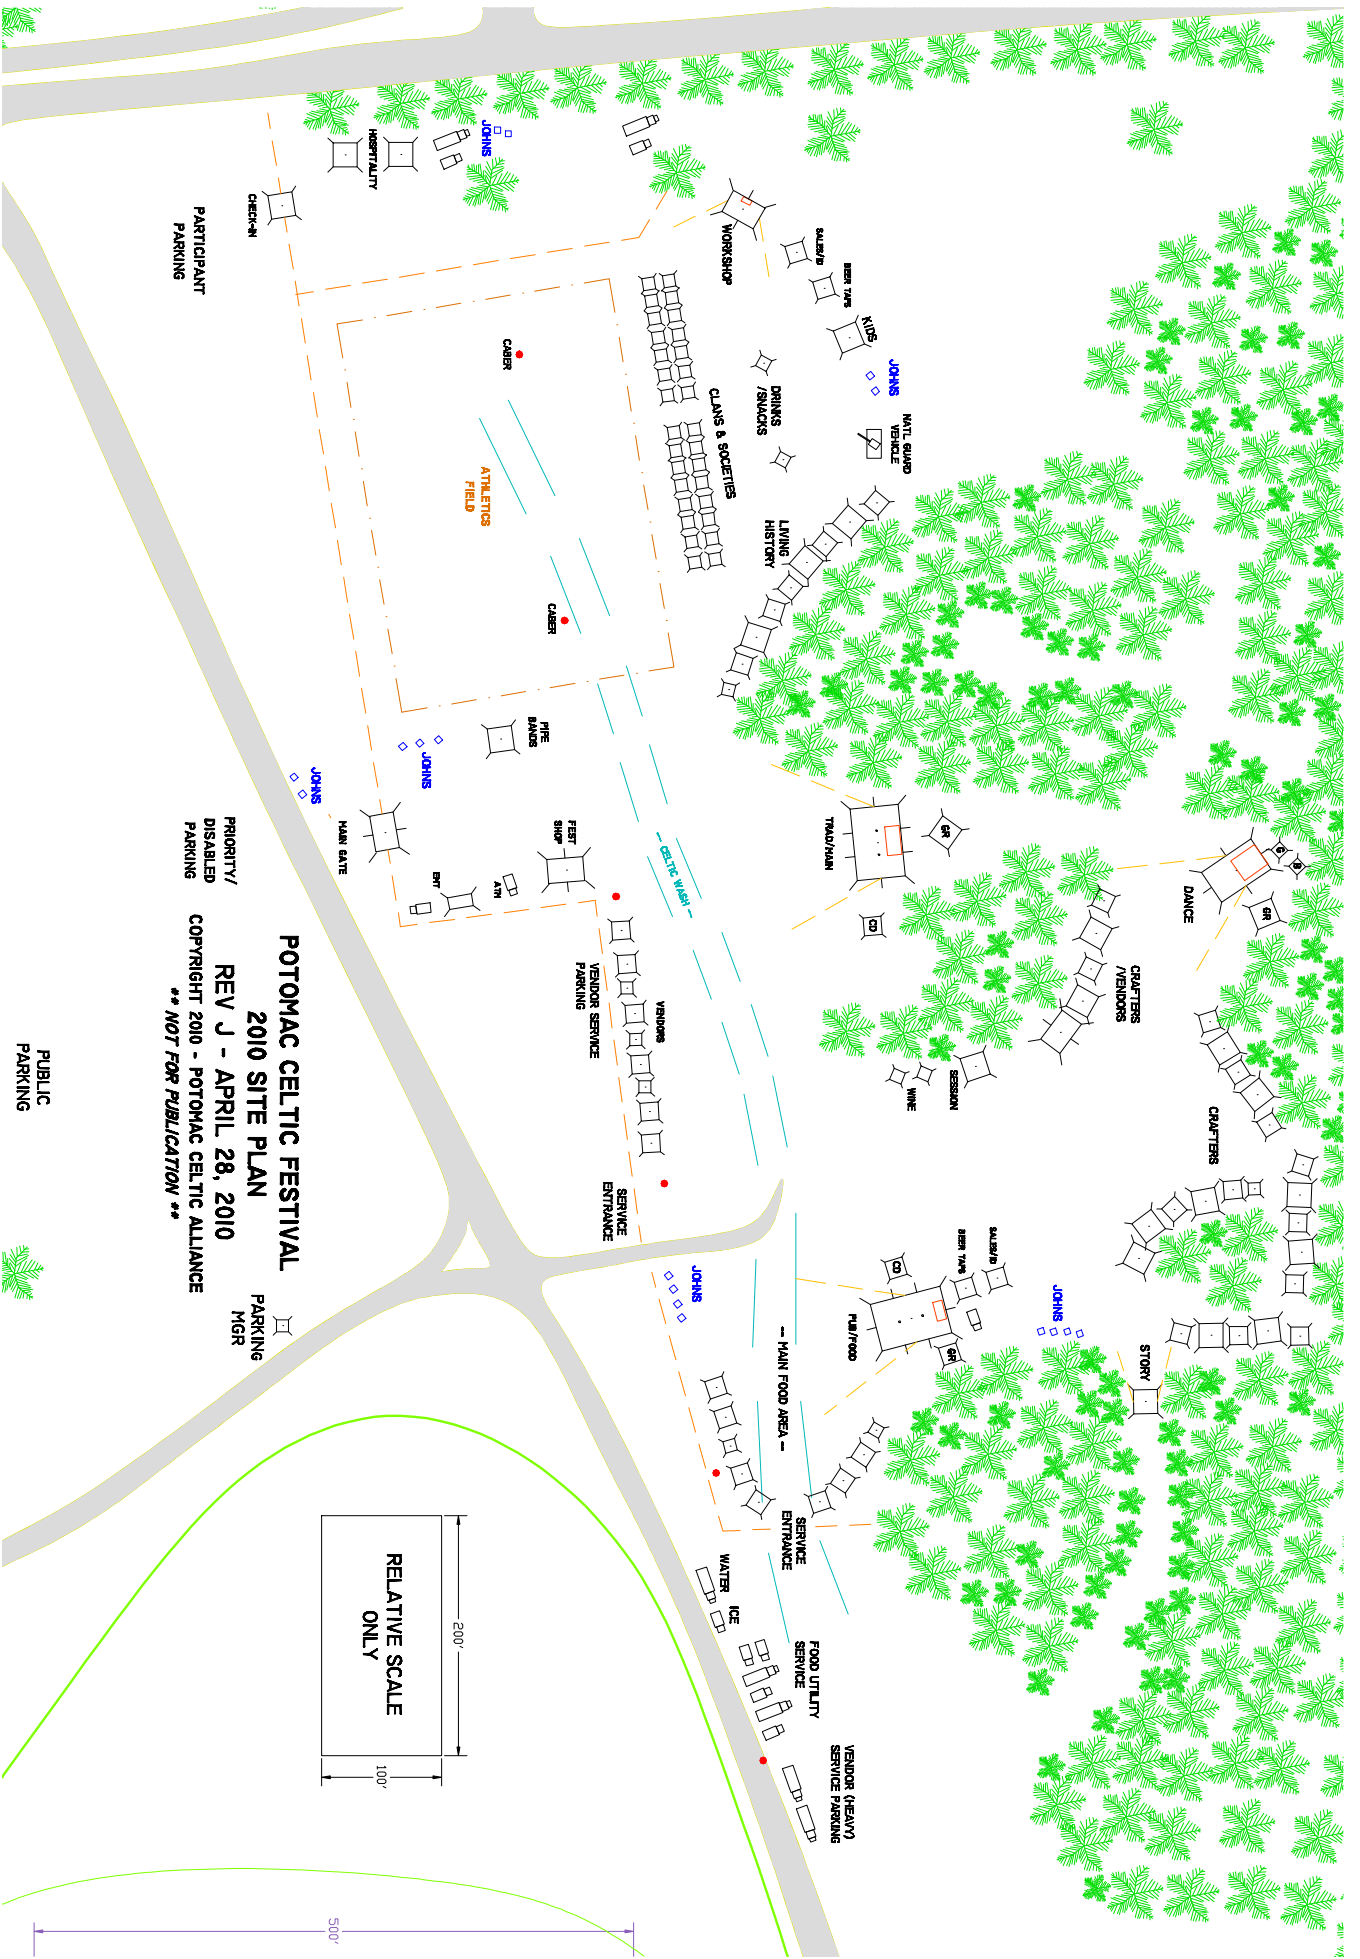 POTOMAC CELTIC FESTIVAL
2010 SITE PLAN
REV J - APRIL 28, 2010
COPYRIGHT 2010 - POTOMAC CELTIC ALLIANCE
** NOT FOR PUBLICATION **
JOHNS
HOSPITALITY
CHECK-IN
PARTICIPANT
PARKING
WORKSHOP
SALES/ID
BEER TAPS
KIDS
JOHNS
NATL GUARD
VEHICLE
DRINKS
/SNACKS
CLANS & SOCIETIES
LIVING
HISTORY
CABER
ATHLETICS
FIELD
CABER
PIPE
BANDS
JOHNS
JOHNS
MAIN GATE
FEST
SHOP
ATM
EMT
PRIORITY/
DISABLED
PARKING
PUBLIC
PARKING
- CELTIC WASH -
TRAD/MAIN
GR
CD
G
B
GR
DANCE
CRAFTERS
/VENDORS
VENDORS
VENDOR SERVICE
PARKING
SESSION
WINE
CRAFTERS
SERVICE
ENTRANCE
JOHNS
CD
BEER TAPS
SALES/ID
PUB/FOOD
GR
JOHNS
STORY
- MAIN FOOD AREA -
PARKING
MGR
SERVICE
ENTRANCE
WATER
ICE
FOOD UTILITY
SERVICE
VENDOR (HEAVY)
SERVICE PARKING
RELATIVE SCALE
ONLY
200'
100'
500'